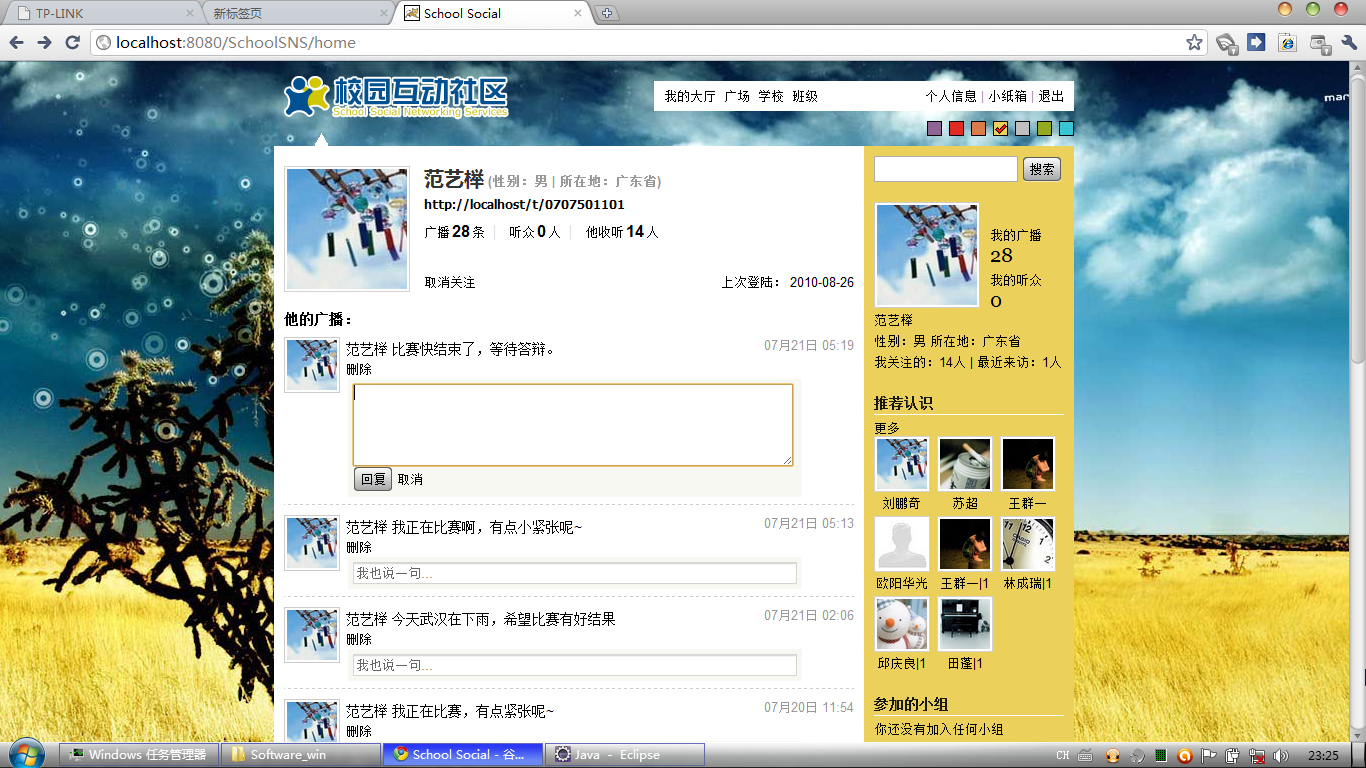 TP-LINK
新标签页
School Social
localhost:8080/SchoolSNS/home
校园互动社区
School Social Networking Services
我的大厅 广场 学校 班级
个人信息 | 小纸箱 | 退出
范艺榉 (性别：男 | 所在地：广东省)
http://localhost/t/0707501101
广播28条 听众0人 他收听14人
取消关注
上次登陆： 2010-08-26
他的广播：
范艺榉 比赛快结束了，等待答辩。
07月21日 05:19
删除
回复 取消
范艺榉 我正在比赛啊，有点小紧张呢~
07月21日 05:13
删除
我也说一句...
范艺榉 今天武汉在下雨，希望比赛有好结果
07月21日 02:06
删除
我也说一句...
范艺榉 我正在比赛，有点紧张呢~
07月20日 11:54
删除
搜索
我的广播
28
我的听众
0
范艺榉
性别：男 所在地：广东省
我关注的：14人 | 最近来访：1人
推荐认识
更多
刘鹏奇 苏超 王群一
欧阳华光 王群一|1 林成瑞|1
邱庆良|1 田蓬|1
参加的小组
你还没有加入任何小组
Windows 任务管理器
Software_win
School Social - 谷...
Java - Eclipse
CH
23:25